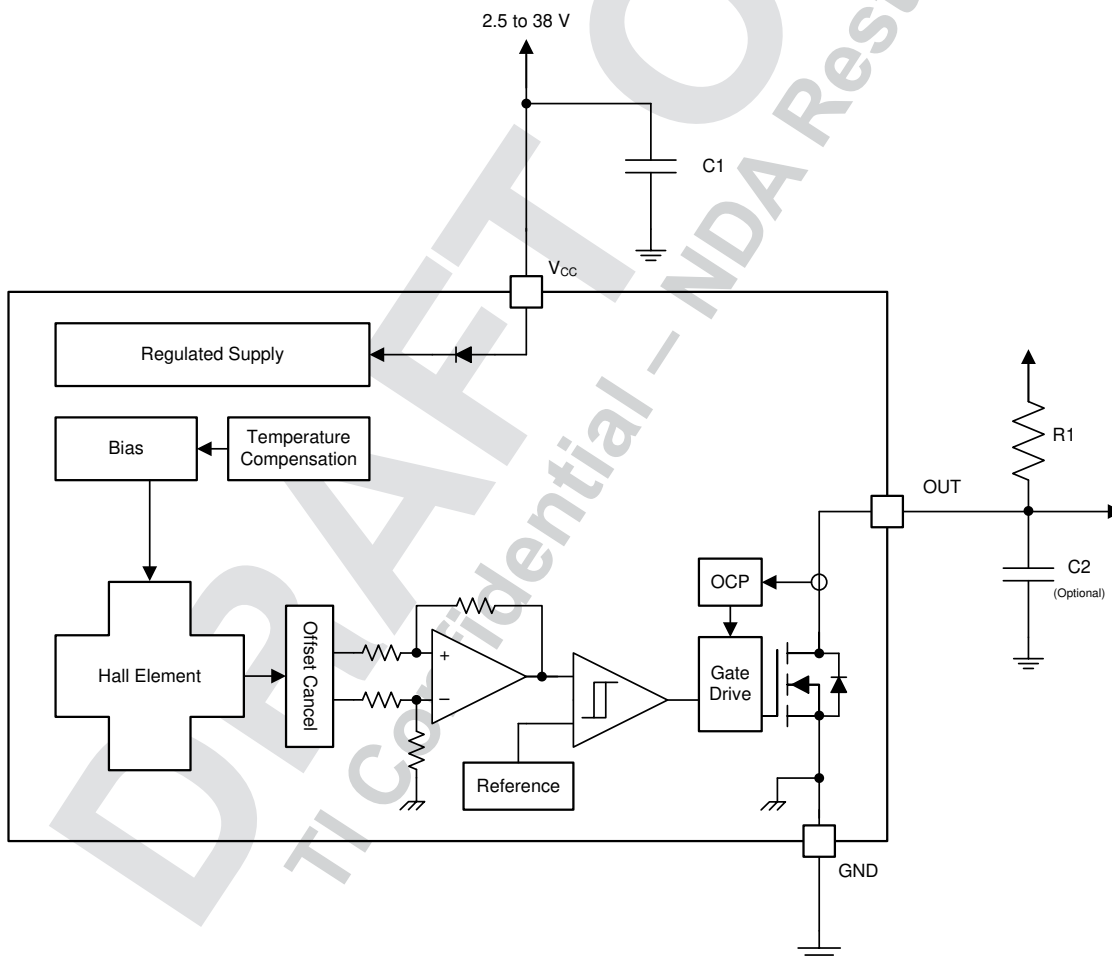 2.5 to 38 V
C1
VCC
Regulated Supply
Bias
Temperature
Compensation
R1
OUT
C2
(Optional)
OCP
Hall Element
Offset Cancel
+
−
Gate
Drive
Reference
GND
DRAFT
TI Confidential – NDA Rest